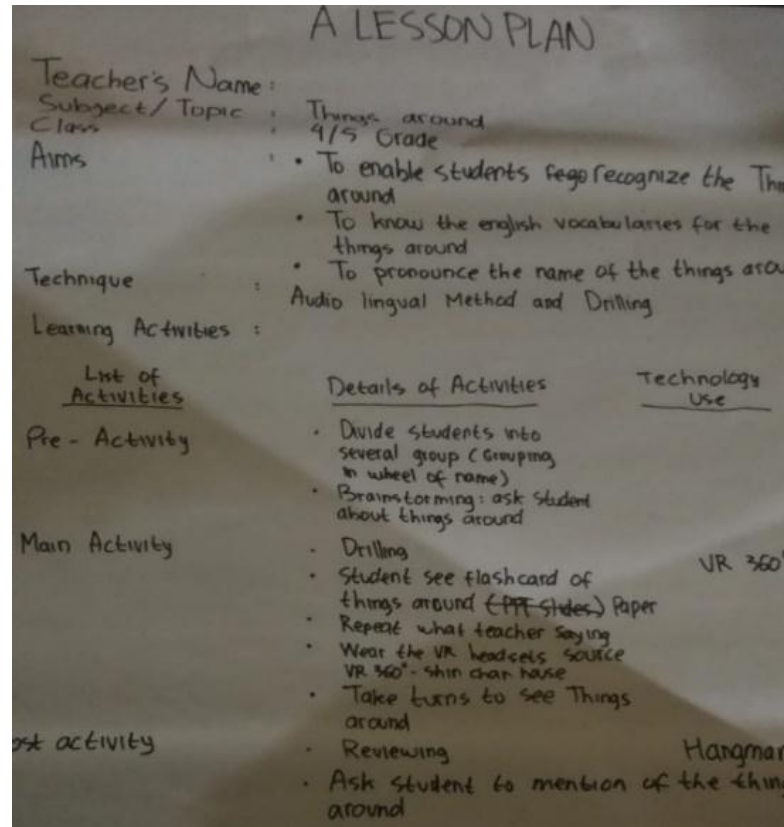 A LESSON PLAN
Teacher's Name :
Subject / Topic : Things around
Class : 4/5 Grade
Aims : • To enable students recognize the Thin
around
• To know the english vocabularies for the
things around
• To pronounce the name of the things arou
Technique : Audio lingual Method and Drilling
Learning Activities :
List of Activities
Details of Activities
Technology Use
Pre - Activity
• Divide students into
several group (Grouping
in wheel of name)
• Brainstorming : ask student
about things around
Main Activity
• Drilling
VR 360°
• Student see flashcard of
things around (PPT Slides) Paper
• Repeat what teacher saying
• Wear the VR headsets source
VR 360° - shin chan house
• Take turns to see Things
around
ost activity
• Reviewing
Hangman
• Ask student to mention of the thing
around